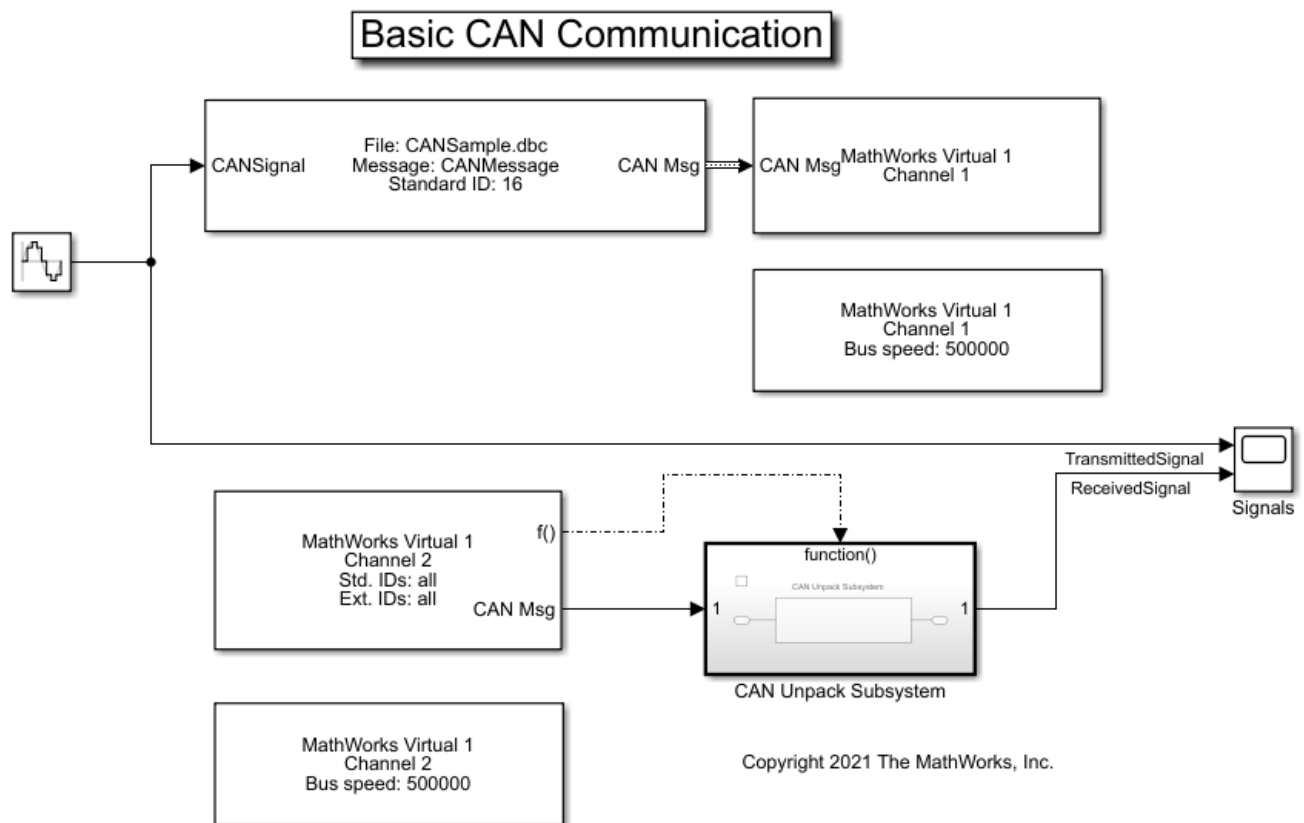 Basic CAN Communication
CANSignal
File: CANSample.dbc
Message: CANMessage
Standard ID: 16
CAN Msg
CAN Msg
MathWorks Virtual 1
Channel 1
MathWorks Virtual 1
Channel 1
Bus speed: 500000
TransmittedSignal
ReceivedSignal
Signals
MathWorks Virtual 1
Channel 2
Std. IDs: all
Ext. IDs: all
f()
CAN Msg
function()
CAN Unpack Subsystem
1
1
CAN Unpack Subsystem
MathWorks Virtual 1
Channel 2
Bus speed: 500000
Copyright 2021 The MathWorks, Inc.